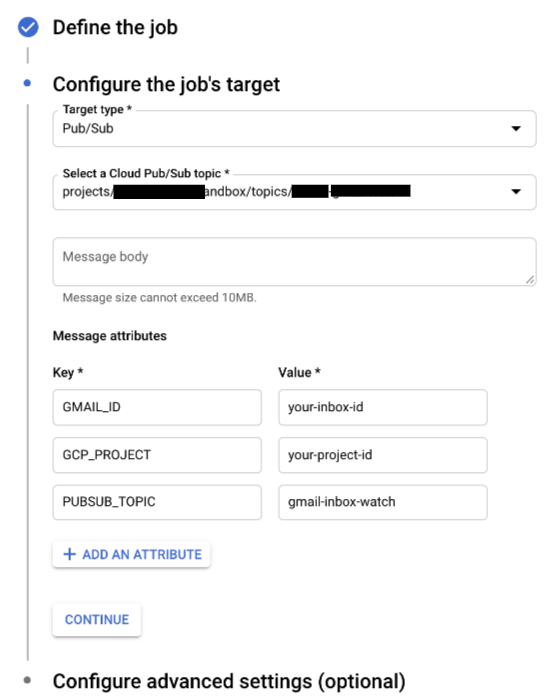 Define the job
Configure the job's target
Target type *
Pub/Sub
Select a Cloud Pub/Sub topic *
projects/ andbox/topics/ -
Message body
Message size cannot exceed 10MB.
Message attributes
Key * Value *
GMAIL_ID your-inbox-id
GCP_PROJECT your-project-id
PUBSUB_TOPIC gmail-inbox-watch
+ ADD AN ATTRIBUTE
CONTINUE
Configure advanced settings (optional)